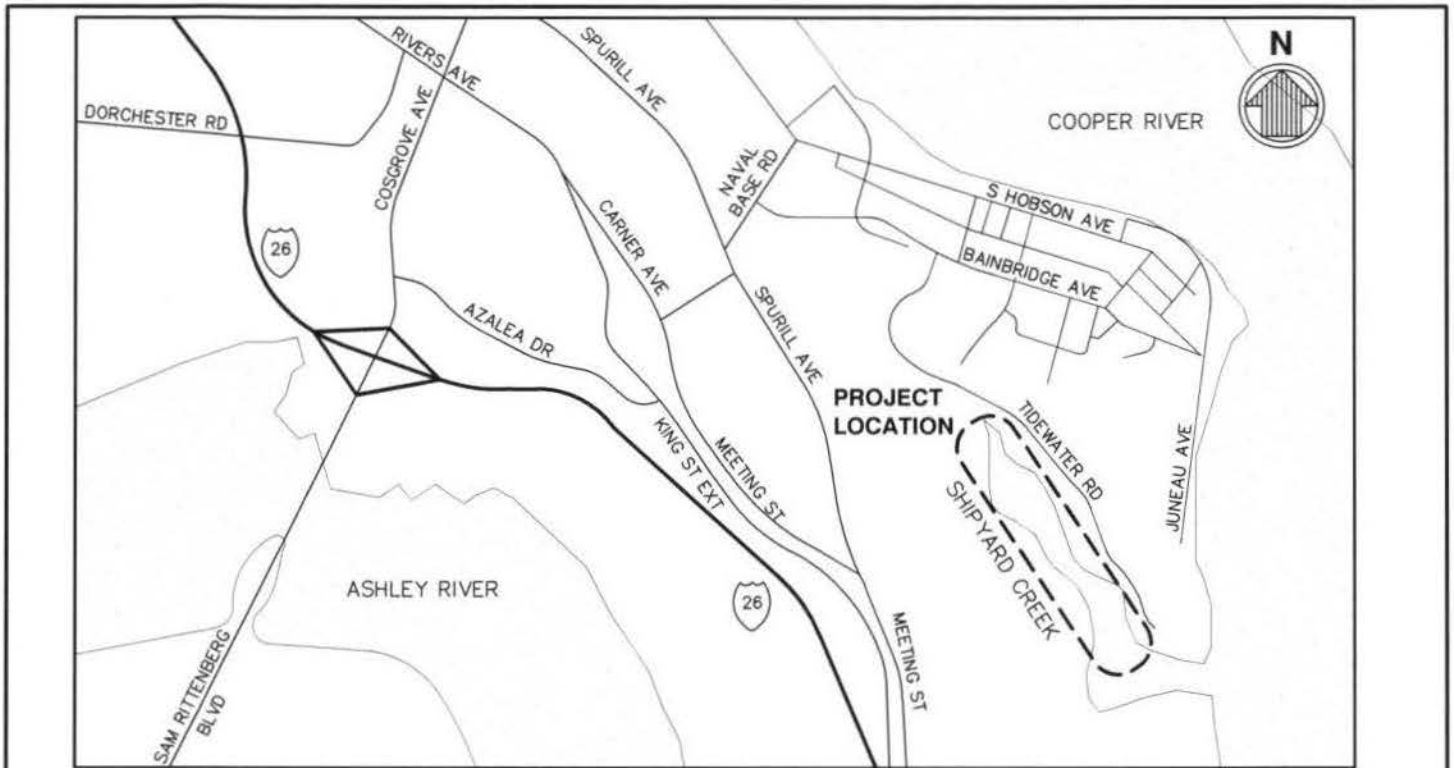 N
RIVERS AVE
SPURILL AVE
COSGROVE AVE
DORCHESTER RD
COOPER RIVER
NAVAL
BASE RD
S HOBSON AVE
CARNER AVE
26
BAINBRIDGE AVE
AZALEA DR
SPURILL AVE
PROJECT
LOCATION
TIDEWATER RD
KING ST EXT
MEETING ST
SHIPYARD CREEK
JUNEAU AVE
ASHLEY RIVER
26
MEETING ST
SAM RITTENBERG
BLVD